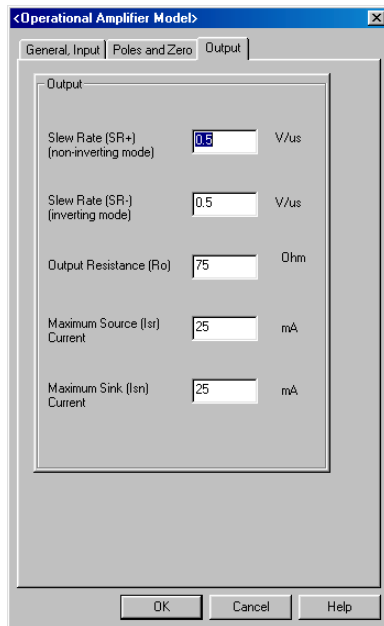 <Operational Amplifier Model>
General, Input
Poles and Zero
Output
Output
Slew Rate (SR+) 0.5 V/us
(non-inverting mode)
Slew Rate (SR-) 0.5 V/us
(inverting mode)
Output Resistance (Ro) 75 Ohm
Maximum Source (Isr) 25 mA
Current
Maximum Sink (Isn) 25 mA
Current
OK
Cancel
Help